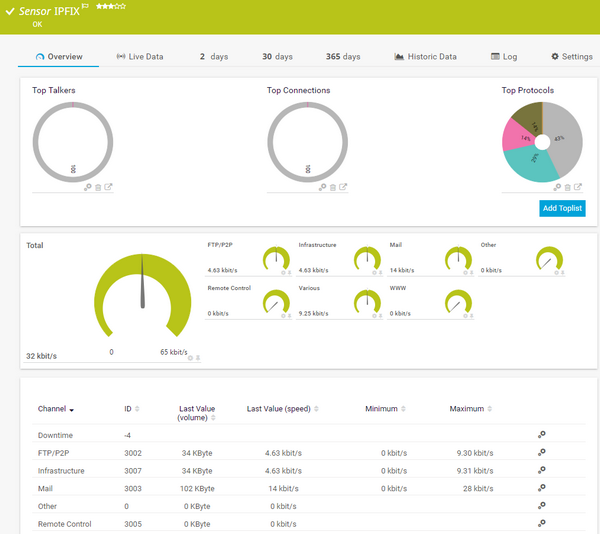 Sensor IPFIX
OK
Overview
Live Data
2 days
30 days
365 days
Historic Data
Log
Settings
Top Talkers
Top Connections
Top Protocols
100
100
14%
43%
14%
29%
Add Toplist
Total
FTP/P2P
Infrastructure
Mail
Other
4.63 kbit/s
4.63 kbit/s
14 kbit/s
0 kbit/s
Remote Control
Various
WWW
0 kbit/s
9.25 kbit/s
0 kbit/s
0
65 kbit/s
32 kbit/s
Channel ID Last Value (speed) Minimum Maximum
Last Value
(volume)
Downtime -4
FTP/P2P 3002 34 KByte 4.63 kbit/s 0 kbit/s 9.30 kbit/s
Infrastructure 3007 34 KByte 4.63 kbit/s 0 kbit/s 9.31 kbit/s
Mail 3003 102 KByte 14 kbit/s 0 kbit/s 28 kbit/s
Other 0 0 KByte 0 kbit/s
Remote Control 3005 0 KByte 0 kbit/s